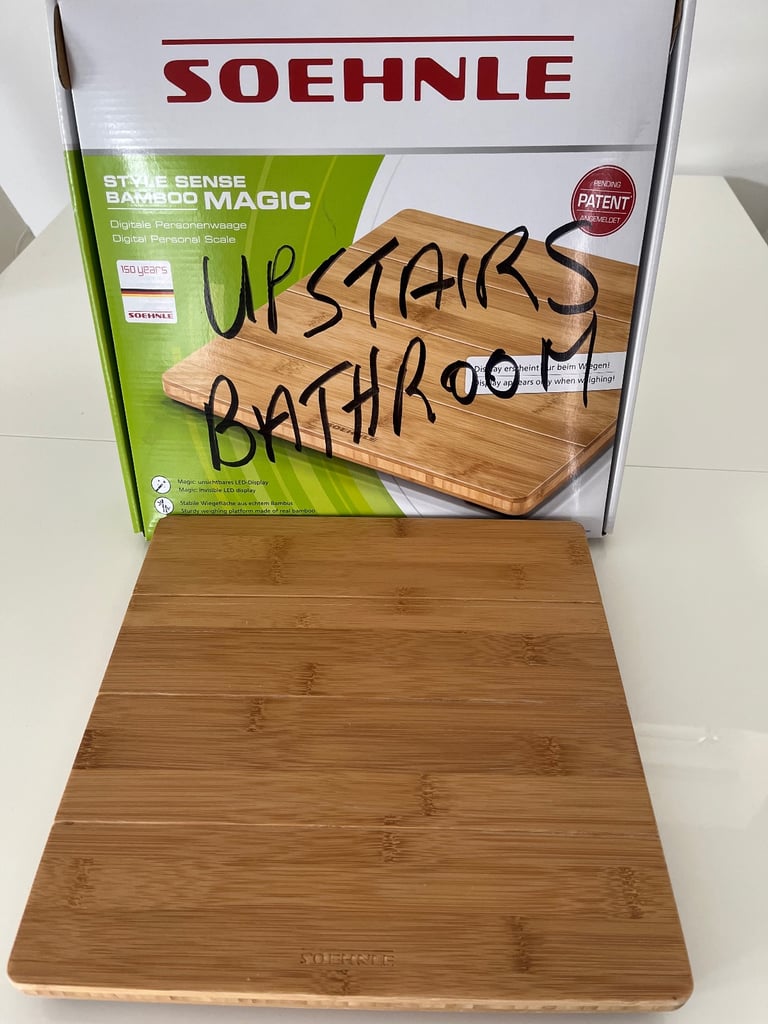 SOEHNLE
STYLE SENSE
BAMBOO MAGIC
Digitale Personenwaage
Digital Personal Scale
PENDING
PATENT
ANGEMELDET
150 years
SOEHNLE
UPSTAIRS
BATHROOM
Display erscheint nur beim Wiegen!
Display appears only when weighing!
SOEHNLE
Magic: unsichtbares LED-Display
Magic: invisible LED display
Stabile Wiegefläche aus echtem Bambus
Sturdy weighing platform made of real bamboo
SOEHNLE